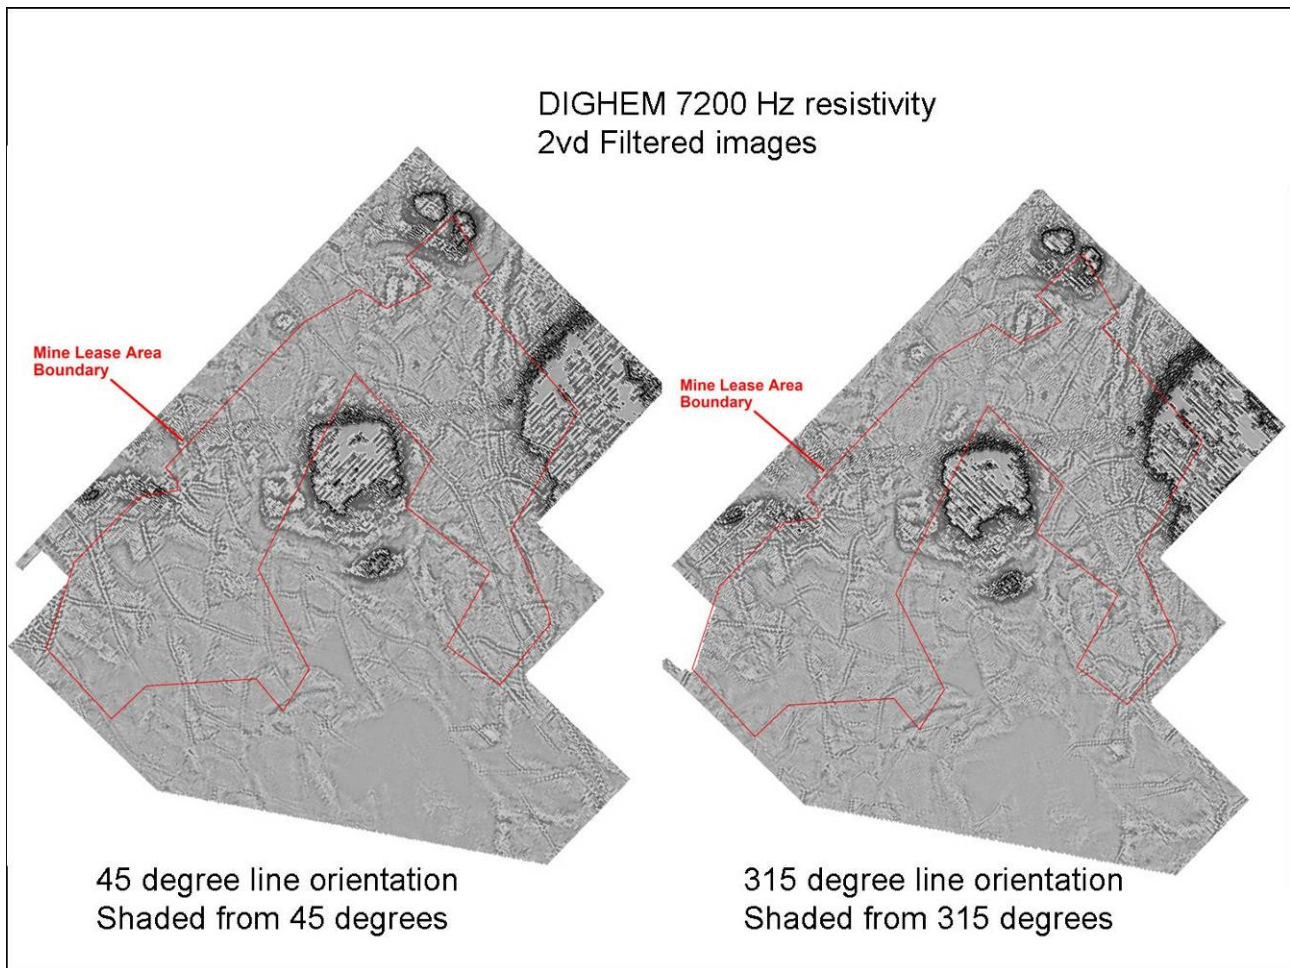 DIGHEM 7200 Hz resistivity
2vd Filtered images
Mine Lease Area
Boundary
Mine Lease Area
Boundary
45 degree line orientation
Shaded from 45 degrees
315 degree line orientation
Shaded from 315 degrees